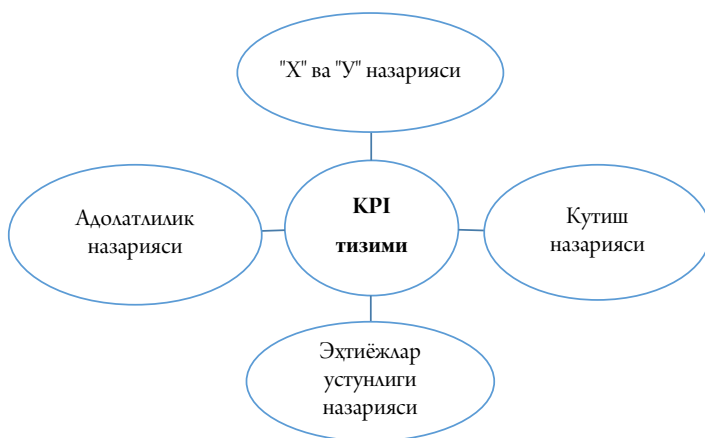 "Х" ва "У" назарияси
Адолатлилик
назарияси
KPI
тизими
Кутиш
назарияси
Эҳтиёжлар
устунлиги
назарияси